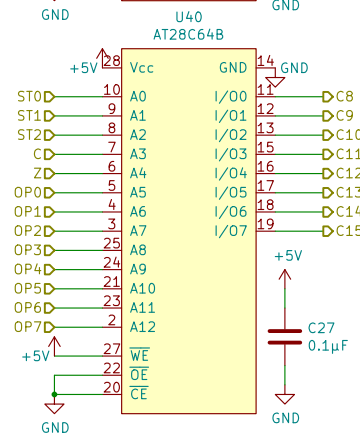 GND
GND
U40
AT28C64B
+5V 28 Vcc GND 14 GND
ST0 10 A0 I/O0 11 C8
ST1 9 A1 I/O1 12 C9
ST2 8 A2 I/O2 13 C10
C 7 A3 I/O3 15 C11
Z 6 A4 I/O4 16 C12
OP0 5 A5 I/O5 17 C13
OP1 4 A6 I/O6 18 C14
OP2 3 A7 I/O7 19 C15
OP3 25 A8
OP4 24 A9
OP5 21 A10
OP6 23 A11
OP7 2 A12
+5V 27 WE
22 OE
20 CE
GND
+5V
C27
0.1µF
GND